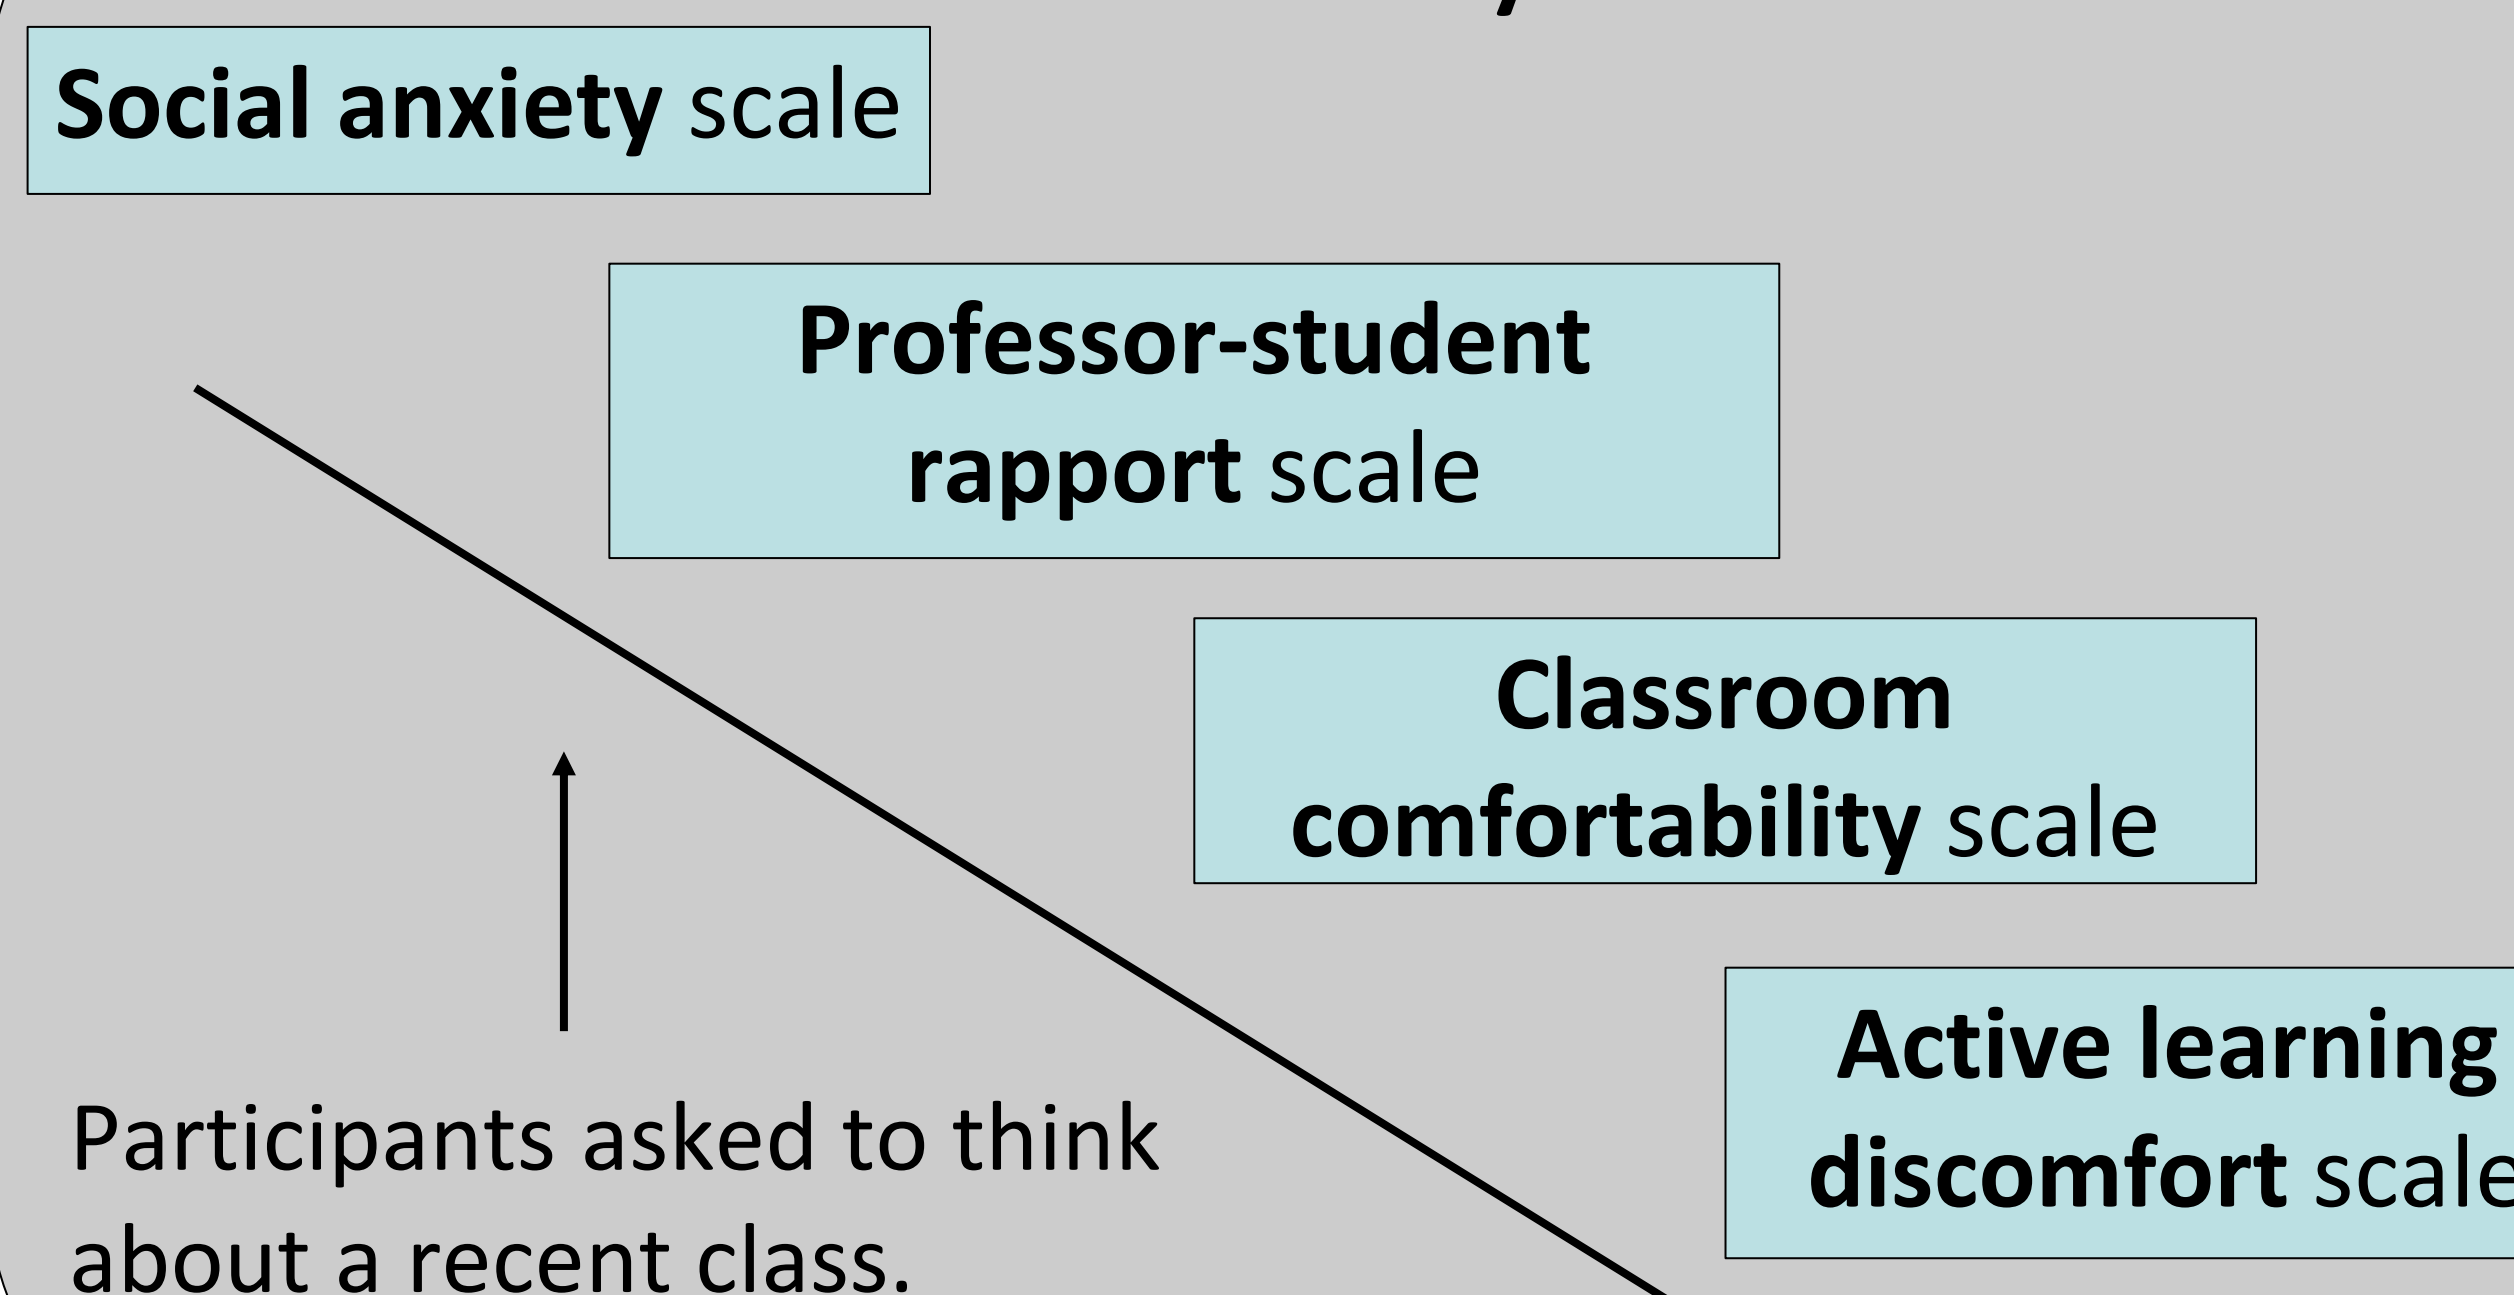 Social anxiety scale
Professor-student
rapport scale
Classroom
comfortability scale
Active learning
discomfort scale
Participants asked to think
about a recent class.